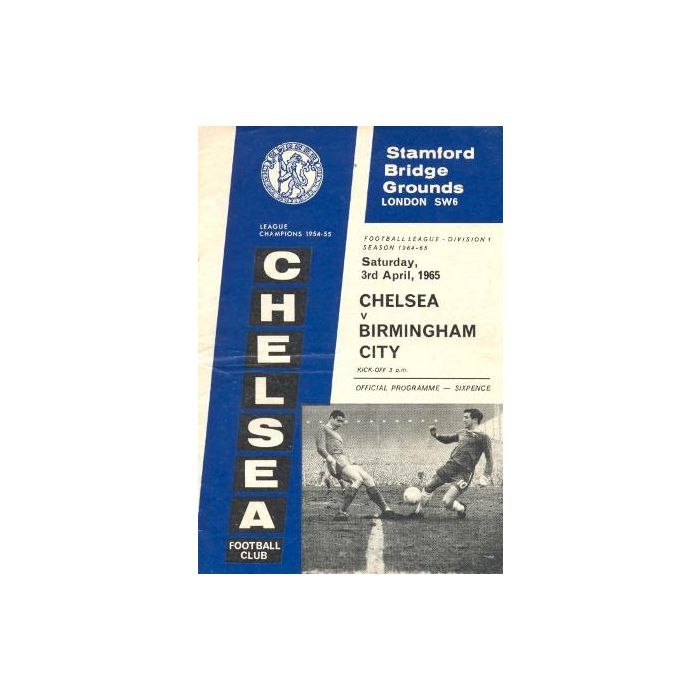 Stamford
Bridge
Grounds
LONDON SW6
LEAGUE
CHAMPIONS 1954-55
FOOTBALL LEAGUE - DIVISION 1
SEASON 1964-65
Saturday,
3rd April, 1965
CHELSEA
v
BIRMINGHAM
CITY
KICK-OFF 3 p.m.
OFFICIAL PROGRAMME — SIXPENCE
CHELSEA
FOOTBALL
CLUB